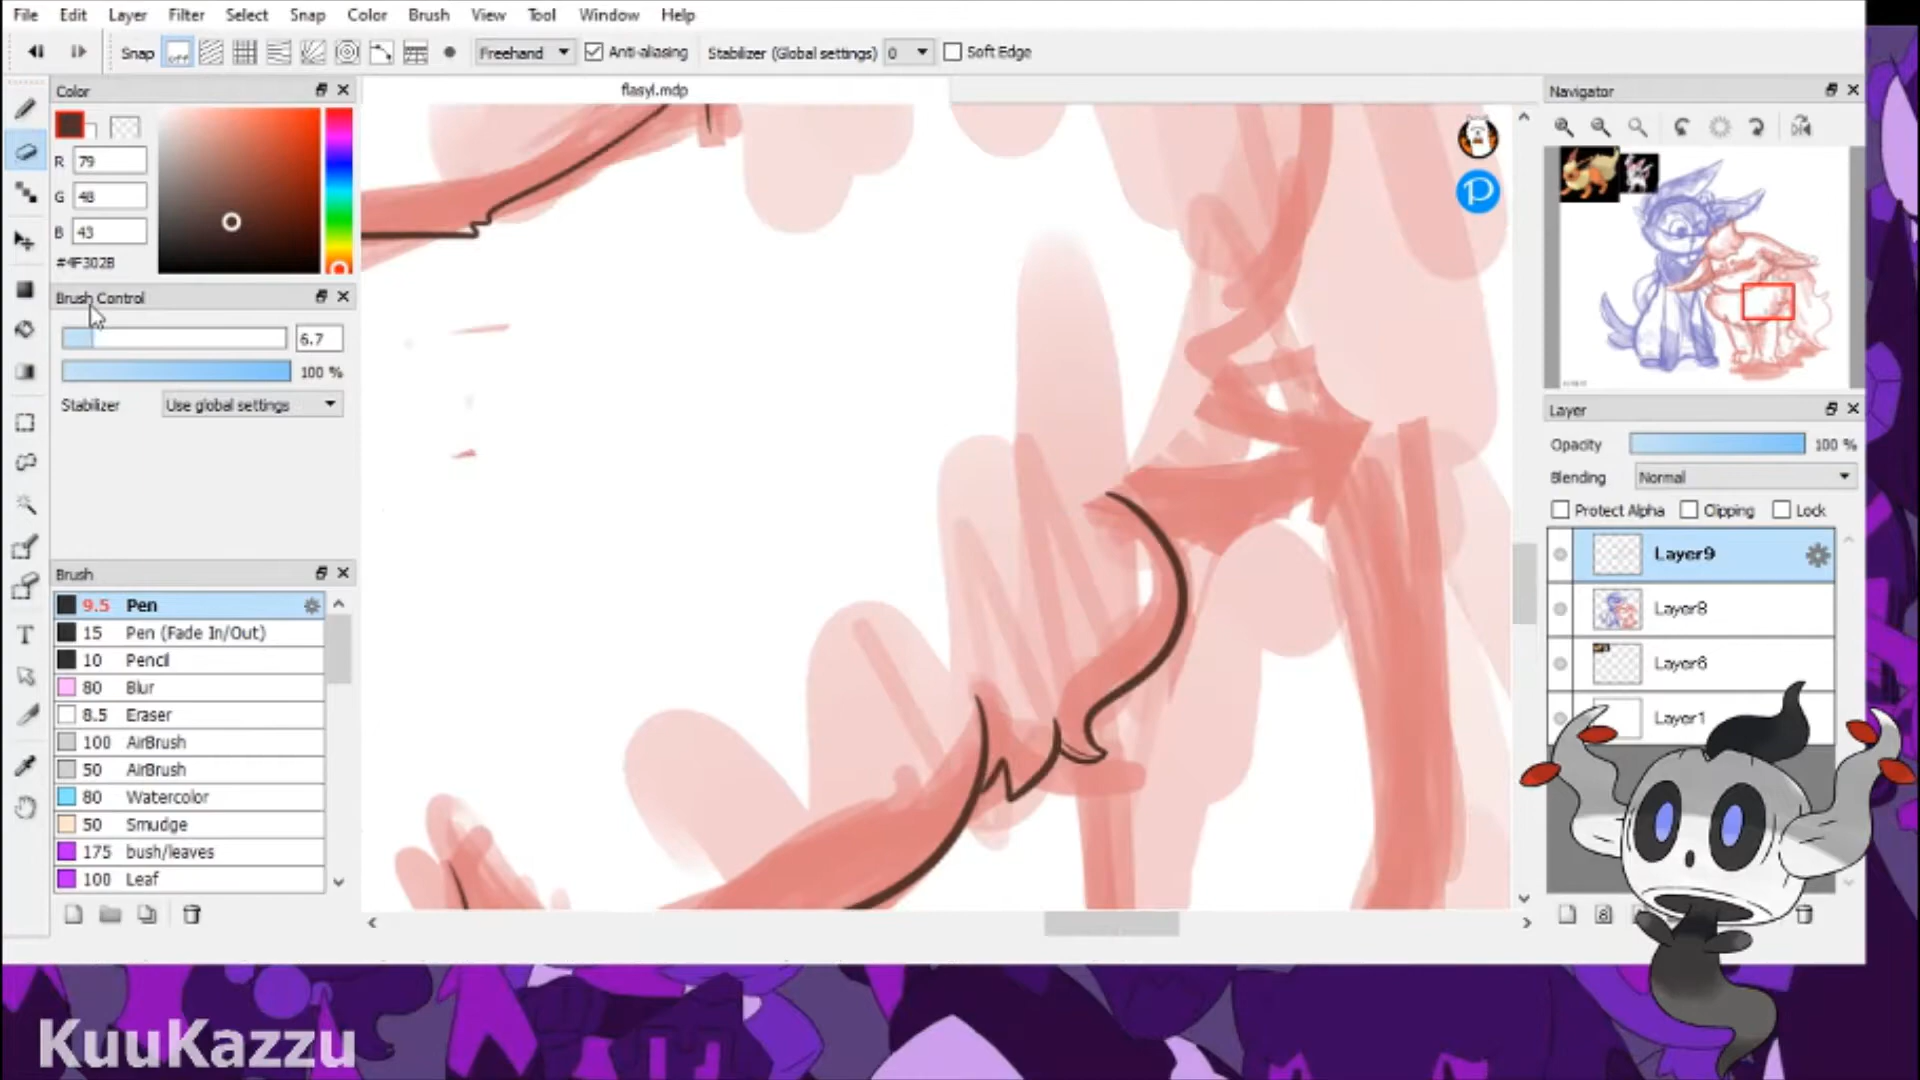 File Edit Layer Filter Select Snap Color Brush View Tool Window Help
Snap off Freehand Anti-aliasing Stabilizer (Global settings) 0 Soft Edge
Color
R 79
G 48
B 43
#4F302B
Brush Control
6.7
100 %
Stabilizer Use global settings
Brush
9.5 Pen
15 Pen (Fade In/Out)
10 Pencil
80 Blur
8.5 Eraser
100 AirBrush
50 AirBrush
80 Watercolor
50 Smudge
175 bush/leaves
100 Leaf
flasyl.mdp
P
Navigator
Layer
Opacity 100 %
Blending Normal
Protect Alpha Clipping Lock
Layer9
Layer8
Layer6
Layer1
8
T
KuuKazzu